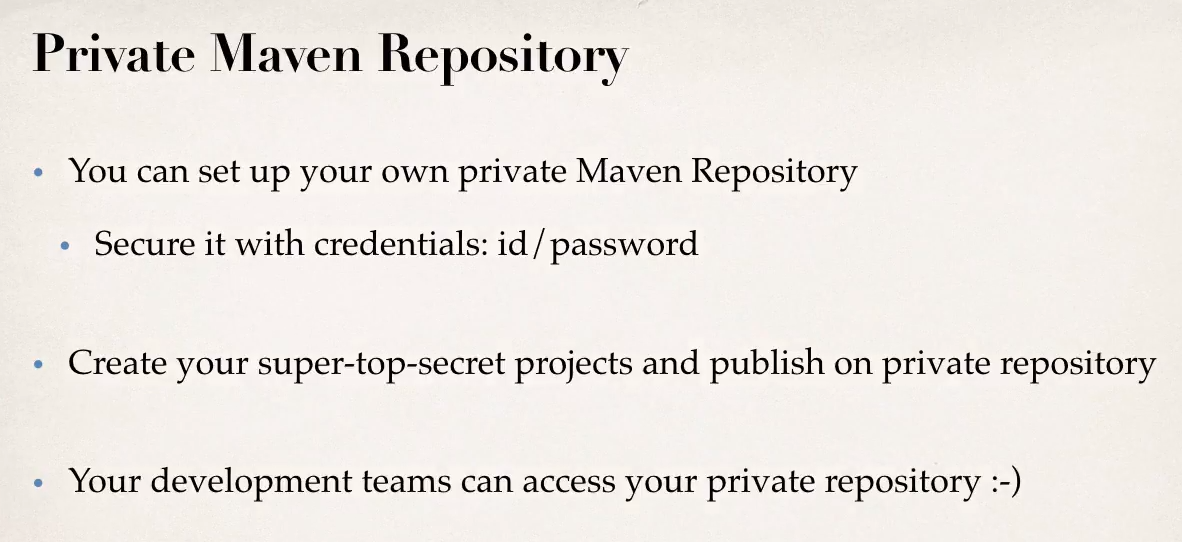 Private Maven Repository
• You can set up your own private Maven Repository
• Secure it with credentials: id/password
• Create your super-top-secret projects and publish on private repository
• Your development teams can access your private repository :-)